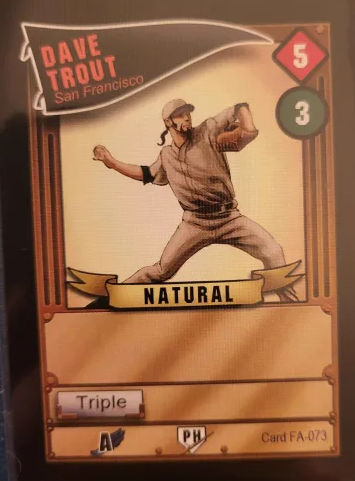 DAVE
TROUT
San Francisco
5
3
NATURAL
Triple
A
PH
Card FA-073